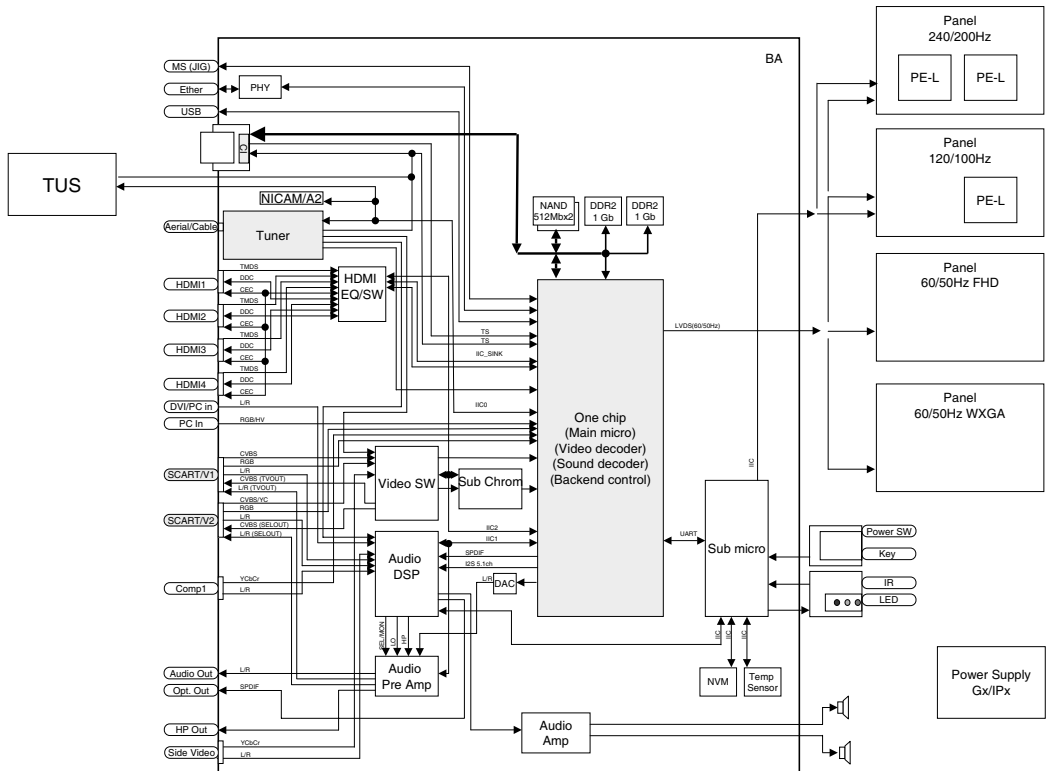 BA
Panel
240/200Hz
PE-L
PE-L
MS (JIG)
Ether
PHY
USB
CI
TUS
Panel
120/100Hz
PE-L
NICAM/A2
NAND
512Mbx2
DDR2
1 Gb
DDR2
1 Gb
Aerial/Cable
Tuner
HDMI
EQ/SW
TMDS
DDC
CEC
HDMI1
TMDS
DDC
CEC
HDMI2
TMDS
DDC
CEC
HDMI3
TMDS
DDC
CEC
HDMI4
TS
TS
IIC_SINK
IIC0
LVDS(60/50Hz)
Panel
60/50Hz FHD
DVI/PC in
L/R
PC In
RGB/HV
One chip
(Main micro)
(Video decoder)
(Sound decoder)
(Backend control)
Panel
60/50Hz WXGA
IIC
SCART/V1
CVBS
RGB
L/R
CVBS (TVOUT)
L/R (TVOUT)
Video SW
Sub Chrom
SCART/V2
CVBS/YC
RGB
L/R
CVBS (SELOUT)
L/R (SELOUT)
IIC2
IIC1
SPDIF
I2S 5.1ch
Audio
DSP
L/R
DAC
UART
Sub micro
Power SW
Key
IR
LED
Comp1
YCbCr
L/R
SEL/MON
LO
HP
IIC
IIC
IIC
Audio
Pre Amp
NVM
Temp
Sensor
Power Supply
Gx/IPx
Audio Out
L/R
Opt. Out
SPDIF
HP Out
Audio
Amp
Side Video
YCbCr
L/R